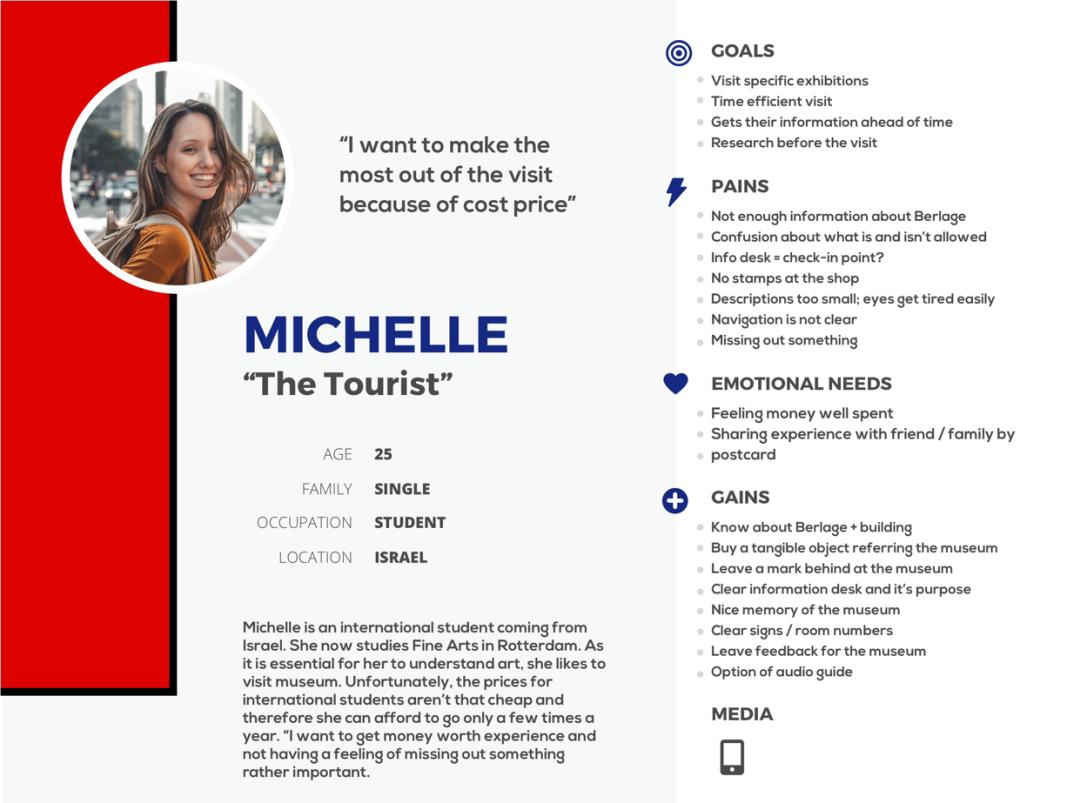 “I want to make the
most out of the visit
because of cost price”
MICHELLE
“The Tourist”
AGE 25
FAMILY SINGLE
OCCUPATION STUDENT
LOCATION ISRAEL
Michelle is an international student coming from
Israel. She now studies Fine Arts in Rotterdam. As
it is essential for her to understand art, she likes to
visit museum. Unfortunately, the prices for
international students aren’t that cheap and
therefore she can afford to go only a few times a
year. “I want to get money worth experience and
not having a feeling of missing out something
rather important.
GOALS
Visit specific exhibitions
Time efficient visit
Gets their information ahead of time
Research before the visit
PAINS
Not enough information about Berlage
Confusion about what is and isn’t allowed
Info desk = check-in point?
No stamps at the shop
Descriptions too small; eyes get tired easily
Navigation is not clear
Missing out something
EMOTIONAL NEEDS
Feeling money well spent
Sharing experience with friend / family by
postcard
GAINS
Know about Berlage + building
Buy a tangible object referring the museum
Leave a mark behind at the museum
Clear information desk and it’s purpose
Nice memory of the museum
Clear signs / room numbers
Leave feedback for the museum
Option of audio guide
MEDIA